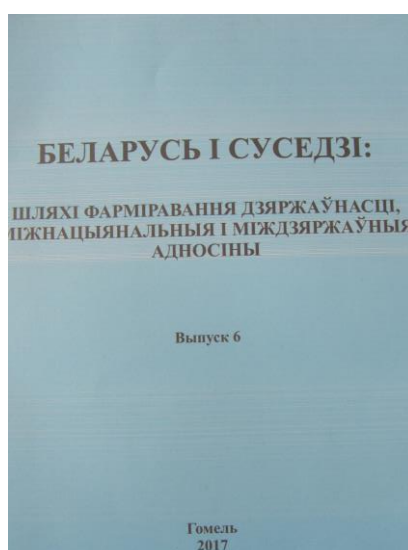 БЕЛАРУСЬ І СУСЕДЗІ:
ШЛЯХІ ФАРМІРАВАННЯ ДЗЯРЖАЎНАСЦІ,
МІЖНАЦЫЯНАЛЬНЫЯ І МІЖДЗЯРЖАЎНЫЯ
АДНОСІНЫ
Выпуск 6
Гомель
2017